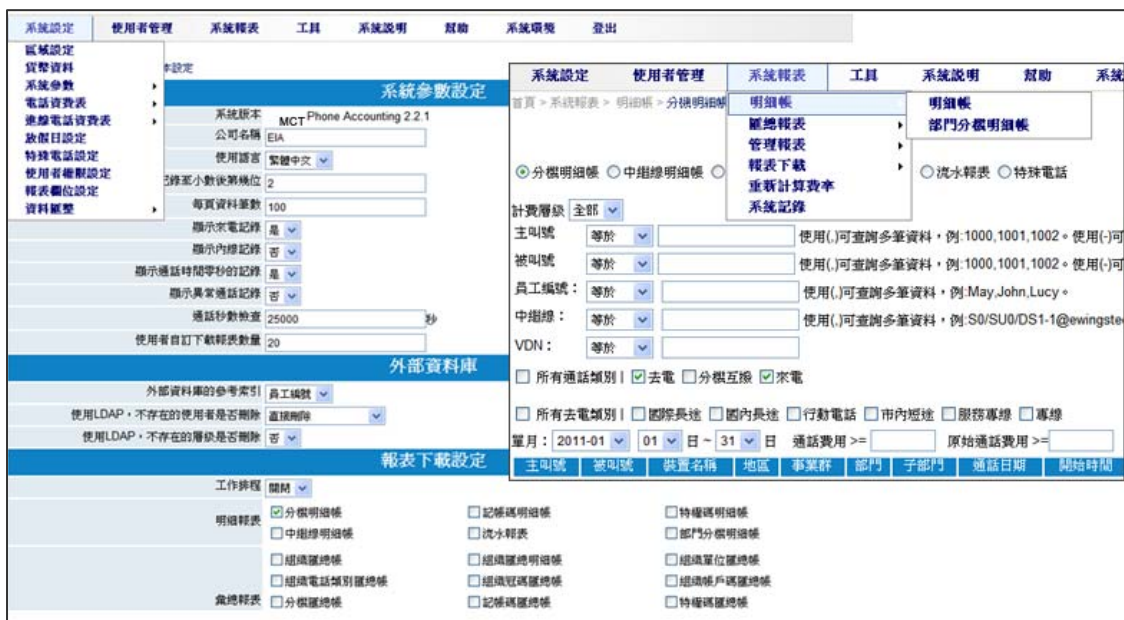 系統設定 使用者管理 系統報表 工具 系統說明 幫助 系統環境 登出
區域設定
貨幣資料
系統參數
電話資費表
連線電話資費表
放假日設定
特殊電話設定
使用者權限設定
報表欄位設定
資料匯整
本設定
系統參數設定
系統版本 MCT Phone Accounting 2.2.1
公司名稱 EIA
使用語言 繁體中文
記錄至小數後第幾位 2
每頁資料筆數 100
顯示來電記錄 是
顯示內線記錄 否
顯示通話時間零秒的記錄 是
顯示異常通話記錄 否
通話秒數檢查 25000 秒
使用者自訂下載報表數量 20
外部資料庫
外部資料庫的參考索引 員工編號
使用LDAP,不存在的使用者是否刪除 直接刪除
使用LDAP,不存在的層級是否刪除 否
報表下載設定
工作排程 關閉
明細報表 分機明細帳 記帳碼明細帳 特權碼明細帳
中繼線明細帳 流水報表 部門分機明細帳
組織匯總帳 組織匯總明細帳 組織單位匯總帳
組織電話類別匯總帳 組織冠碼匯總帳 組織帳戶碼匯總帳
彙總報表 分機匯總帳 記帳碼匯總帳 特權碼匯總帳
系統設定 使用者管理 系統報表 工具 系統說明 幫助 系統
首頁 > 系統報表 > 明細帳 > 分機明細帳
明細帳
匯總報表
管理報表
報表下載
重新計算費率
系統記錄
明細帳
部門分機明細帳
分機明細帳 中繼線明細帳 流水報表 特殊電話
計費層級 全部
主叫號 等於 使用(,)可查詢多筆資料,例:1000,1001,1002。使用(-)可
被叫號 等於 使用(,)可查詢多筆資料,例:1000,1001,1002。使用(-)可
員工編號: 等於 使用(,)可查詢多筆資料,例:May,John,Lucy。
中繼線: 等於 使用(,)可查詢多筆資料,例:S0/SU0/DS1-1@ewingste
VDN: 等於
所有通話類別 | 去電 分機互撥 來電
所有去電類別 | 國際長途 國內長途 行動電話 市內短途 服務專線 專線
單月: 2011-01 01 日 ~ 31 日 通話費用 >= 原始通話費用 >=
主叫號 被叫號 裝置名稱 地區 事業群 部門 子部門 通話日期 開始時間